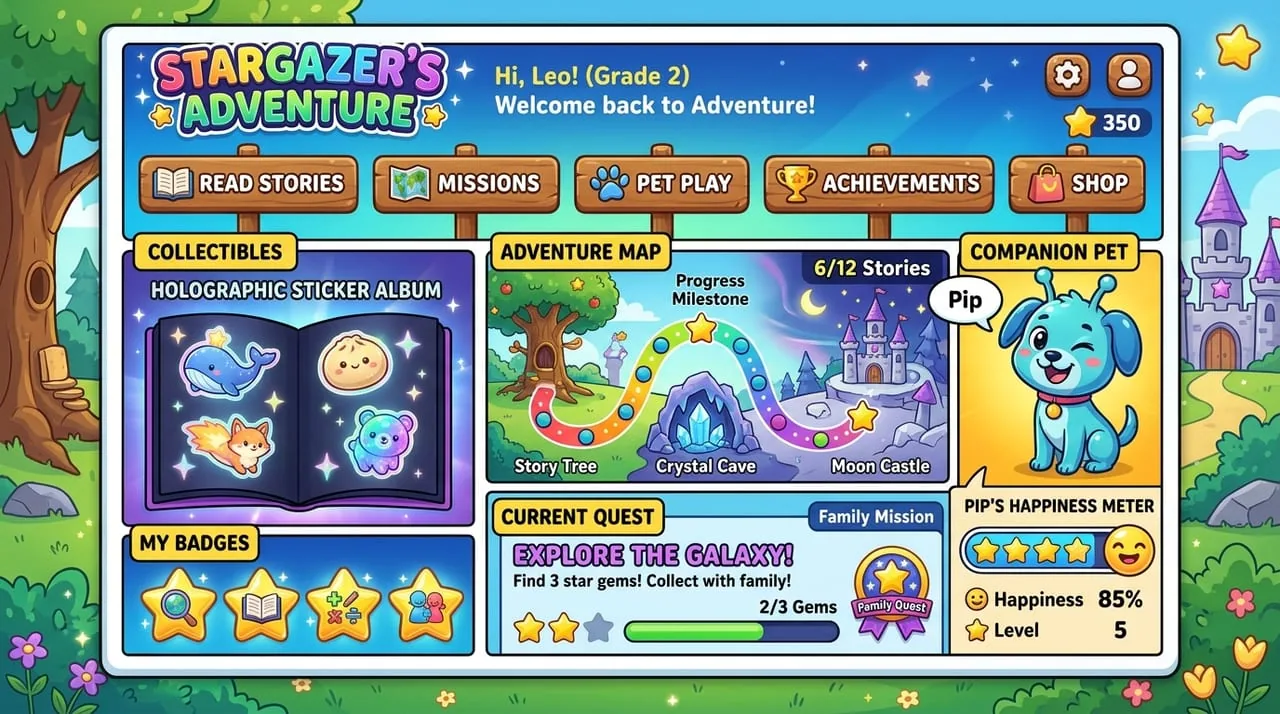 STARGAZER'S
ADVENTURE
Hi, Leo! (Grade 2)
Welcome back to Adventure!
350
READ STORIES
MISSIONS
PET PLAY
ACHIEVEMENTS
SHOP
COLLECTIBLES
HOLOGRAPHIC STICKER ALBUM
MY BADGES
ADVENTURE MAP
6/12 Stories
Progress
Milestone
Story Tree
Crystal Cave
Moon Castle
CURRENT QUEST
Family Mission
EXPLORE THE GALAXY!
Find 3 star gems! Collect with family!
2/3 Gems
Pamily Quest
COMPANION PET
Pip
PIP'S HAPPINESS METER
Happiness 85%
Level 5